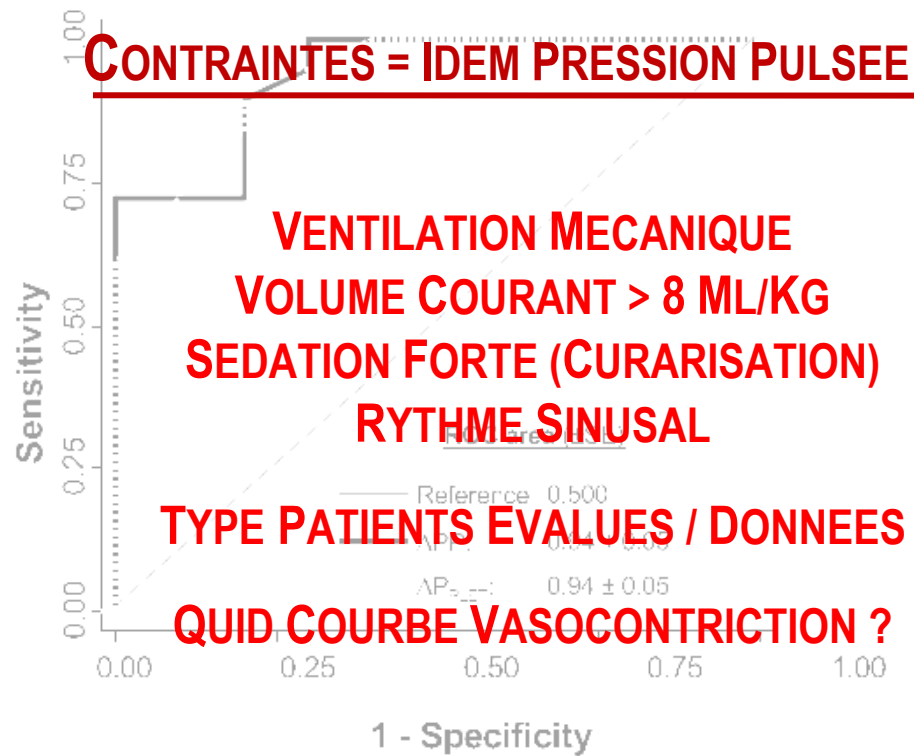 CONTRAINTES = IDEM PRESSION PULSEE
VENTILATION MECANIQUE
VOLUME COURANT > 8 ML/KG
SEDATION FORTE (CURARISATION)
RYTHME SINUSAL
Reference 0.500
TYPE PATIENTS EVALUES / DONNEES
0.94 ± 0.05
QUID COURBE VASOCONTRICTION ?
Sensitivity
1.00
0.75
0.50
0.25
0.00
0.00 0.25 0.50 0.75 1.00
1 - Specificity